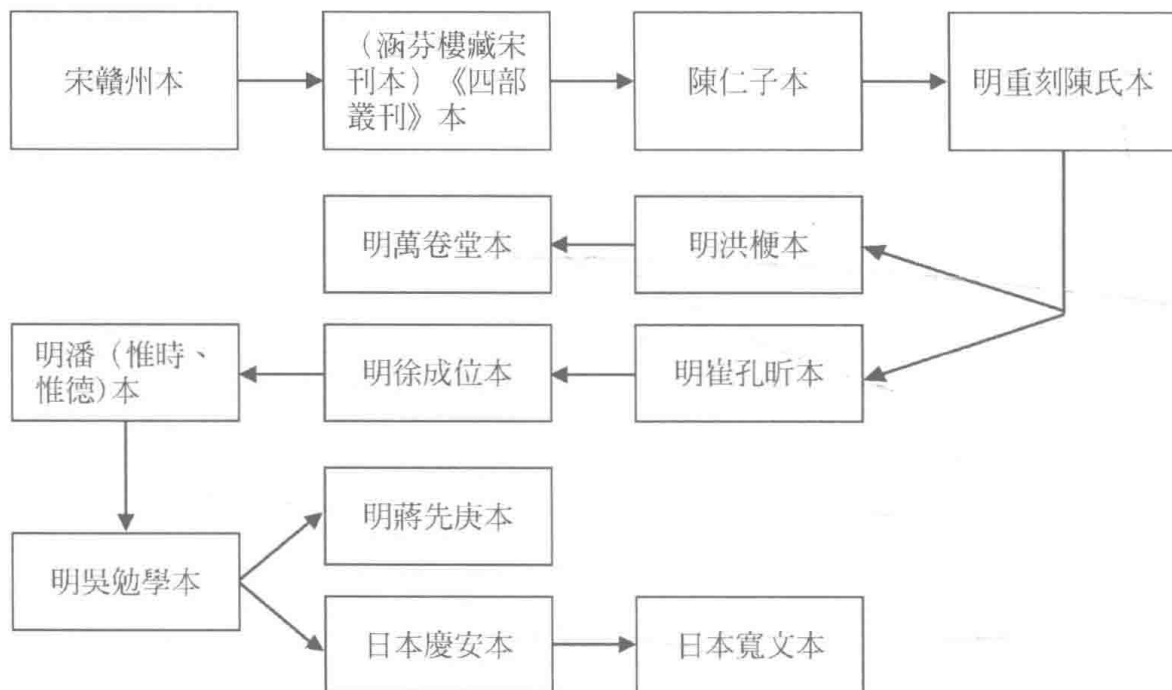 宋贛州本
（涵芬樓藏宋
刊本）《四部
叢刊》本
陳仁子本
明重刻陳氏本
明萬卷堂本
明洪楩本
明潘（惟時、
惟德）本
明徐成位本
明崔孔昕本
明蔣先庚本
明吳勉學本
日本慶安本
日本寬文本